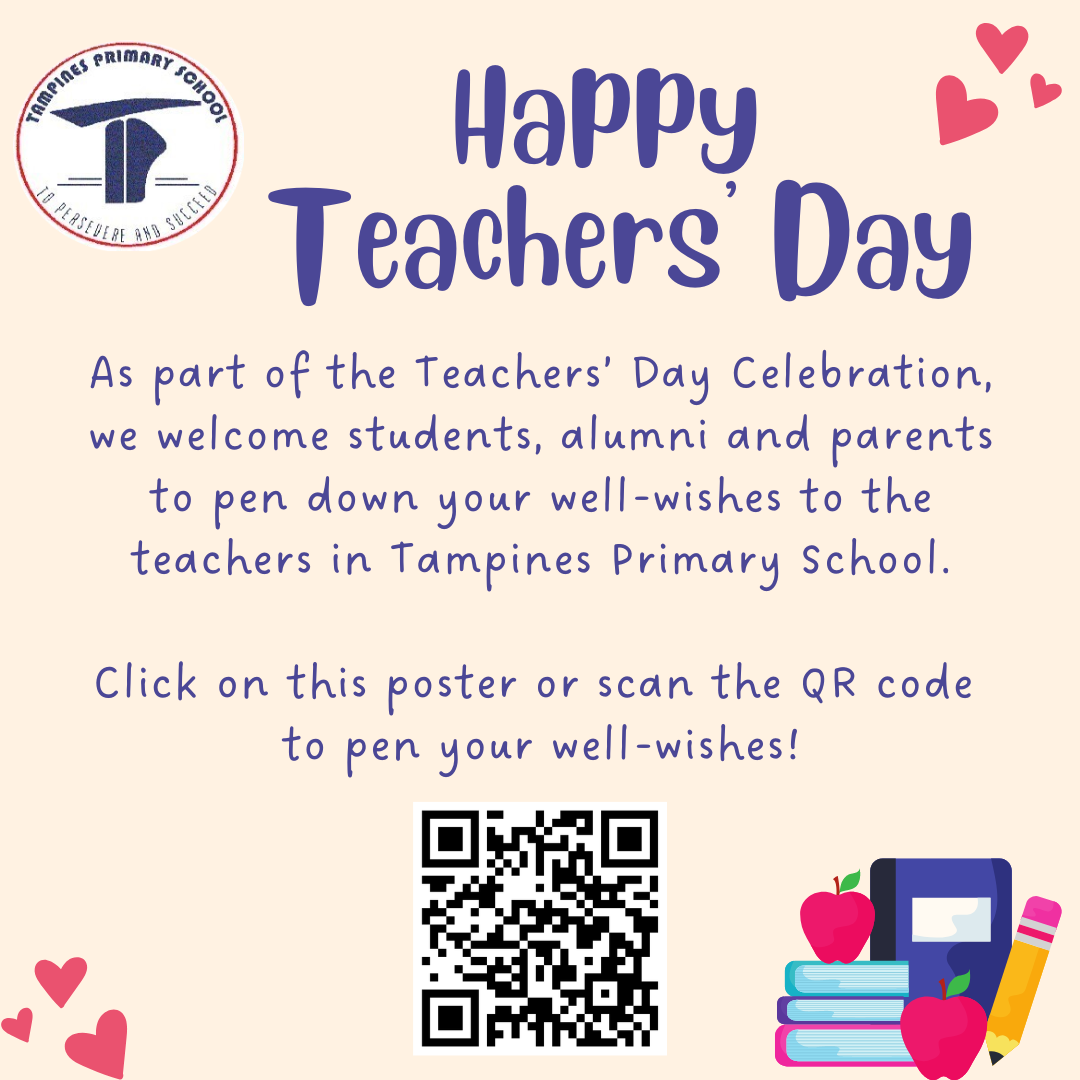 TAMPINES PRIMARY SCHOOL
TO PERSEDERE AND SUCCEED
Happy
Teachers' Day
As part of the Teachers' Day Celebration,
we welcome students, alumni and parents
to pen down your well-wishes to the
teachers in Tampines Primary School.
Click on this poster or scan the QR code
to pen your well-wishes!